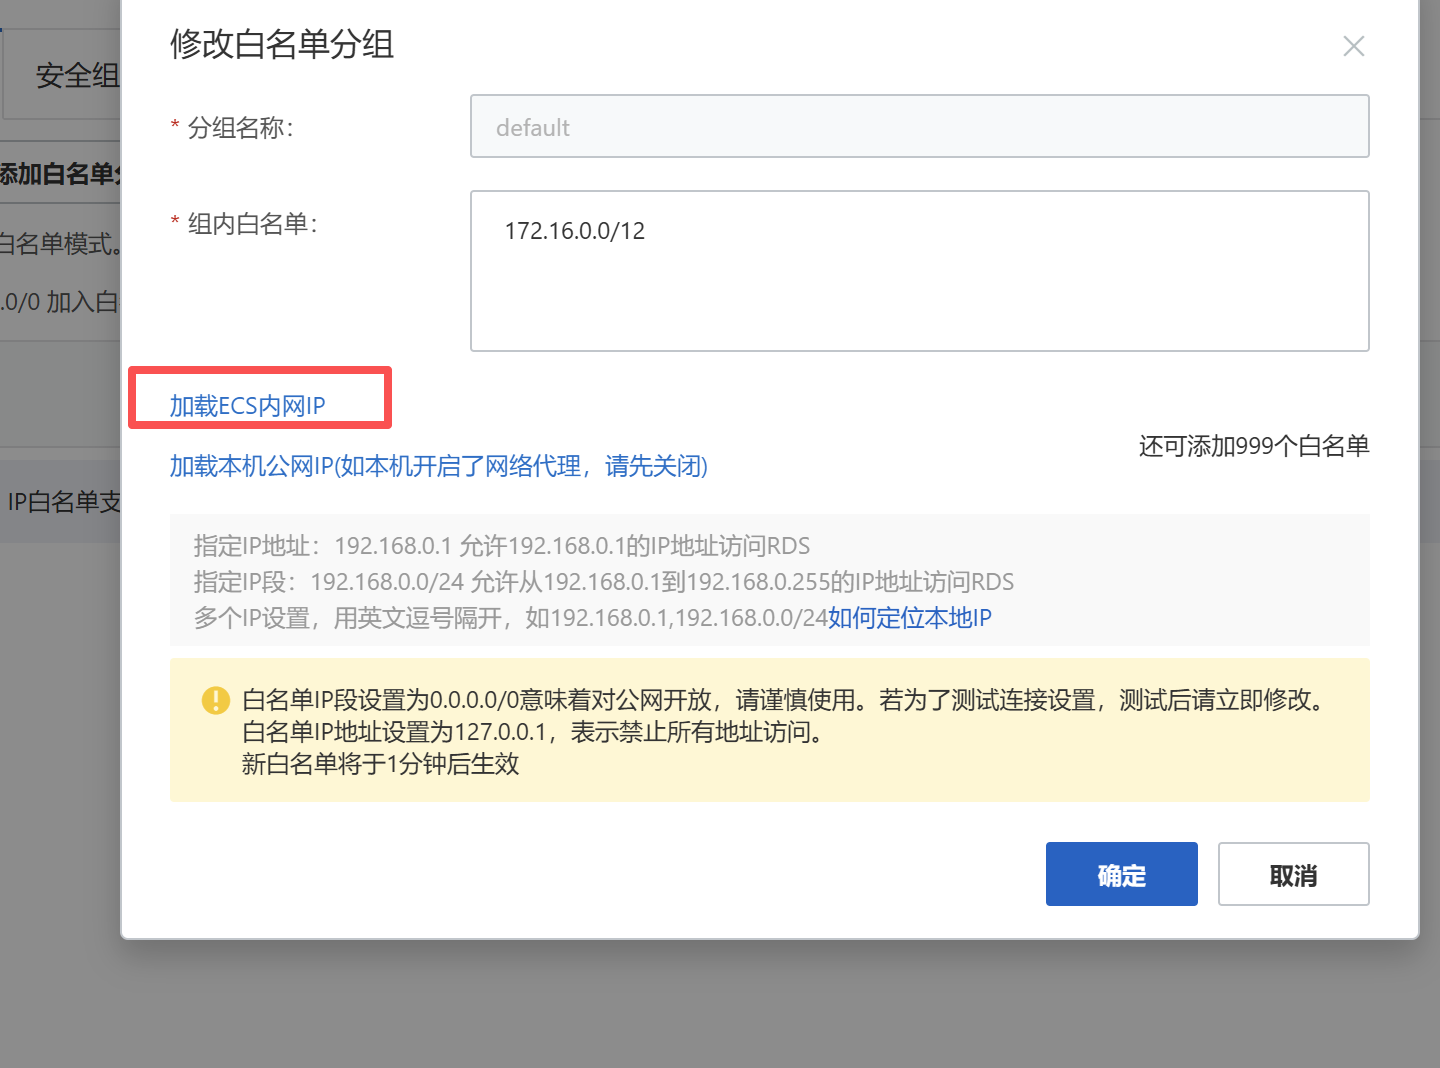 修改白名单分组
安全组
* 分组名称：
default
添加白名单分
* 组内白名单：
172.16.0.0/12
白名单模式。
.0/0 加入白
加载ECS内网IP
还可添加999个白名单
加载本机公网IP(如本机开启了网络代理，请先关闭)
IP白名单支
指定IP地址：192.168.0.1 允许192.168.0.1的IP地址访问RDS
指定IP段：192.168.0.0/24 允许从192.168.0.1到192.168.0.255的IP地址访问RDS
多个IP设置，用英文逗号隔开，如192.168.0.1,192.168.0.0/24如何定位本地IP
白名单IP段设置为0.0.0.0/0意味着对公网开放，请谨慎使用。若为了测试连接设置，测试后请立即修改。
白名单IP地址设置为127.0.0.1，表示禁止所有地址访问。
新白名单将于1分钟后生效
确定
取消